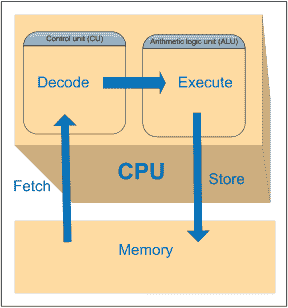 Control unit (CU)
Arithmetic logic unit (ALU)
Decode
Execute
CPU
Fetch
Store
Memory